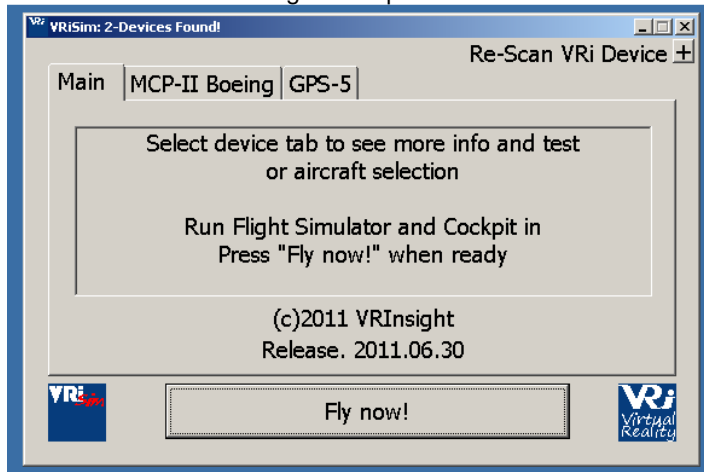 VRiSim: 2-Devices Found!
Re-Scan VRi Device +
Main MCP-II Boeing GPS-5
Select device tab to see more info and test
or aircraft selection
Run Flight Simulator and Cockpit in
Press "Fly now!" when ready
(c)2011 VRInsight
Release. 2011.06.30
VRi Sim
Fly now!
VRi
Virtual
Reality